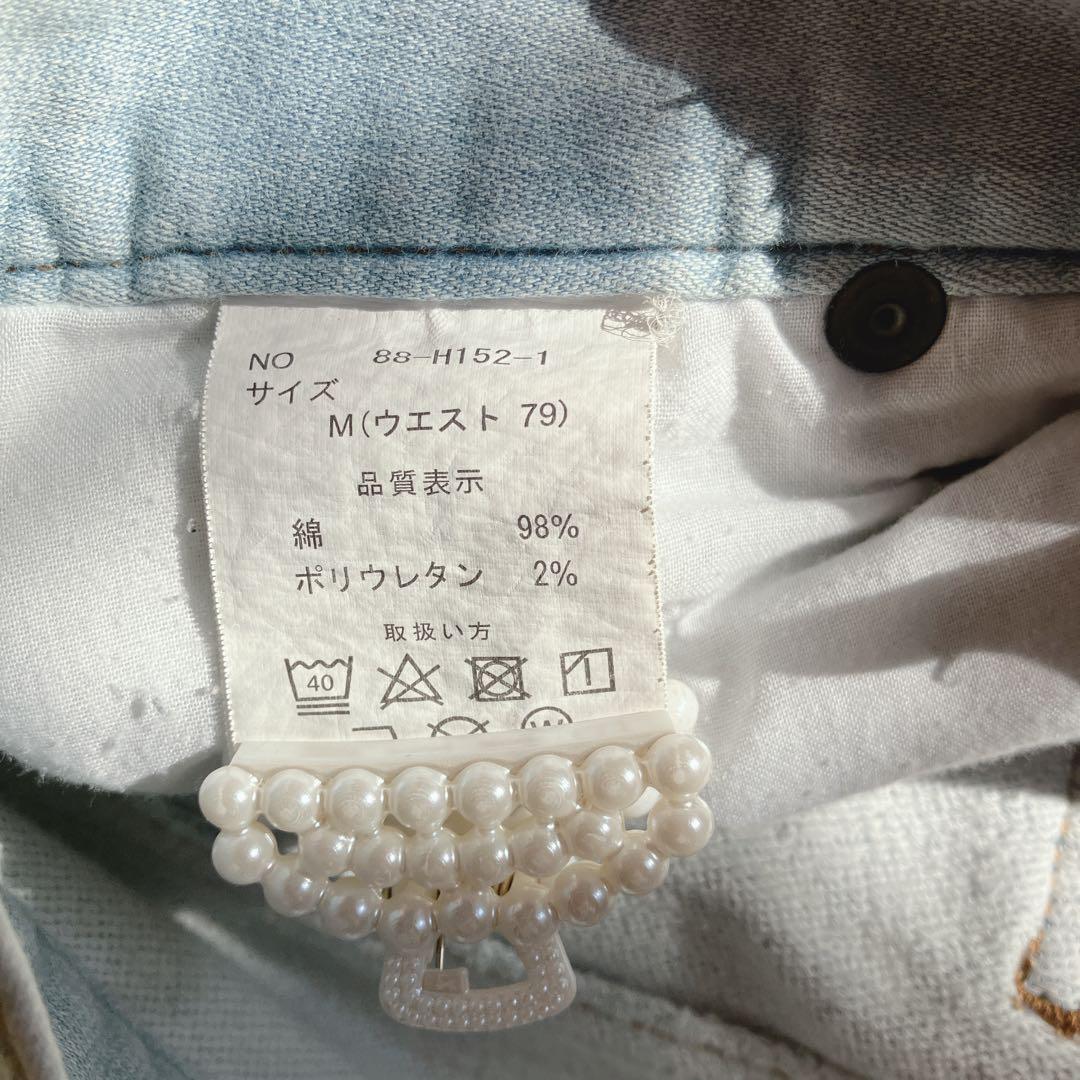 NO 88-H152-1
サイズ
M(ウエスト 79)
品質表示
綿 98%
ポリウレタン 2%
取扱い方
40
W